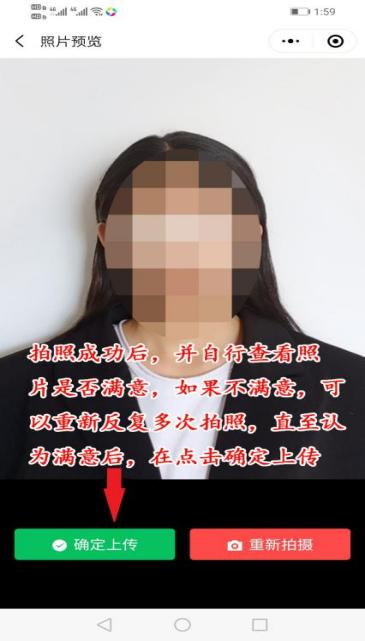 1:59
照片预览
拍照成功后，并自行查看照
片是否满意，如果不满意，可
以重新反复多次拍照，直至认
为满意后，在点击确定上传
确定上传
重新拍摄